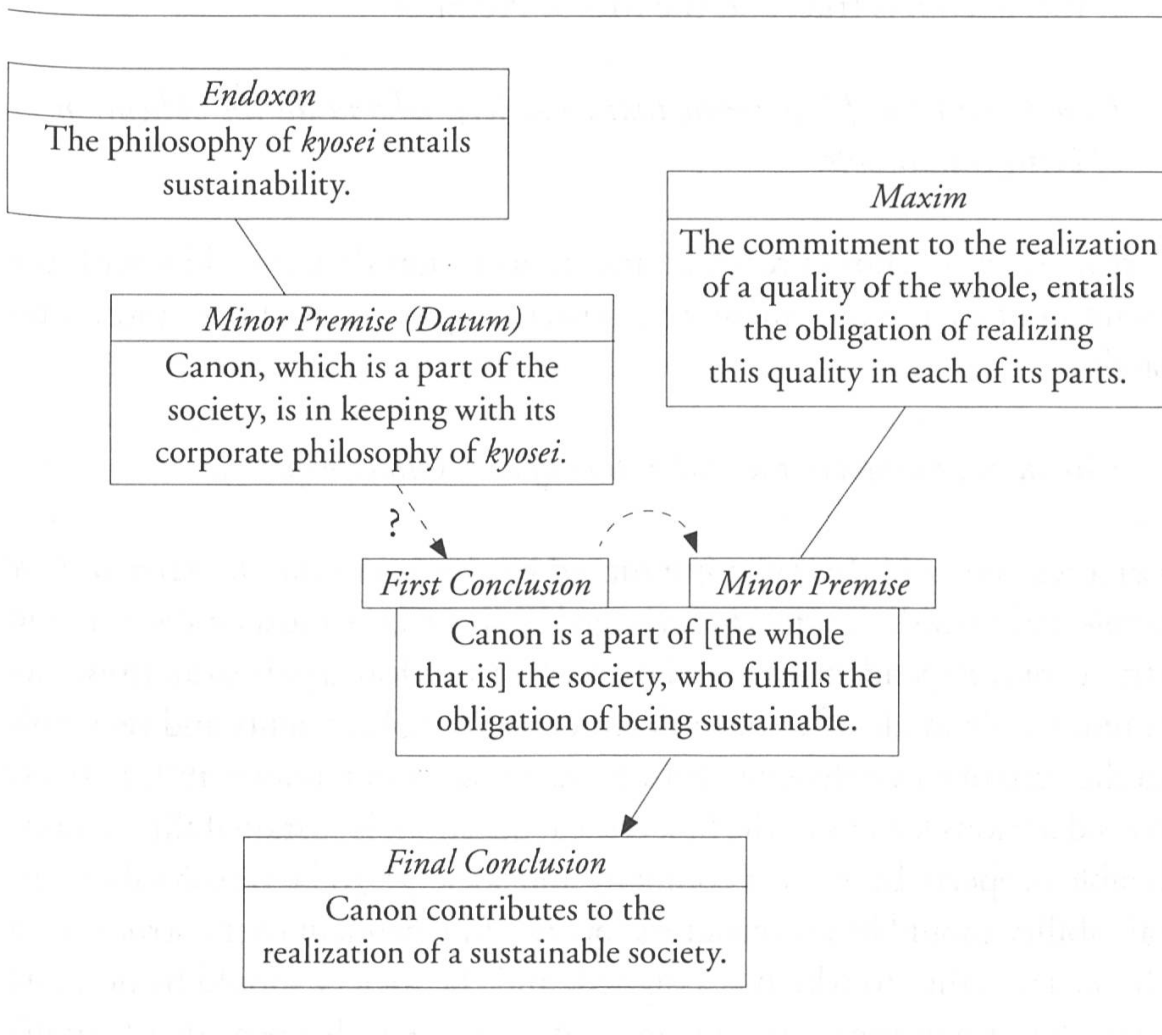 Endoxon
The philosophy of kyosei entails
sustainability.
Maxim
The commitment to the realization
of a quality of the whole, entails
the obligation of realizing
this quality in each of its parts.
Minor Premise (Datum)
Canon, which is a part of the
society, is in keeping with its
corporate philosophy of kyosei.
?
First Conclusion
Minor Premise
Canon is a part of [the whole
that is] the society, who fulfills the
obligation of being sustainable.
Final Conclusion
Canon contributes to the
realization of a sustainable society.